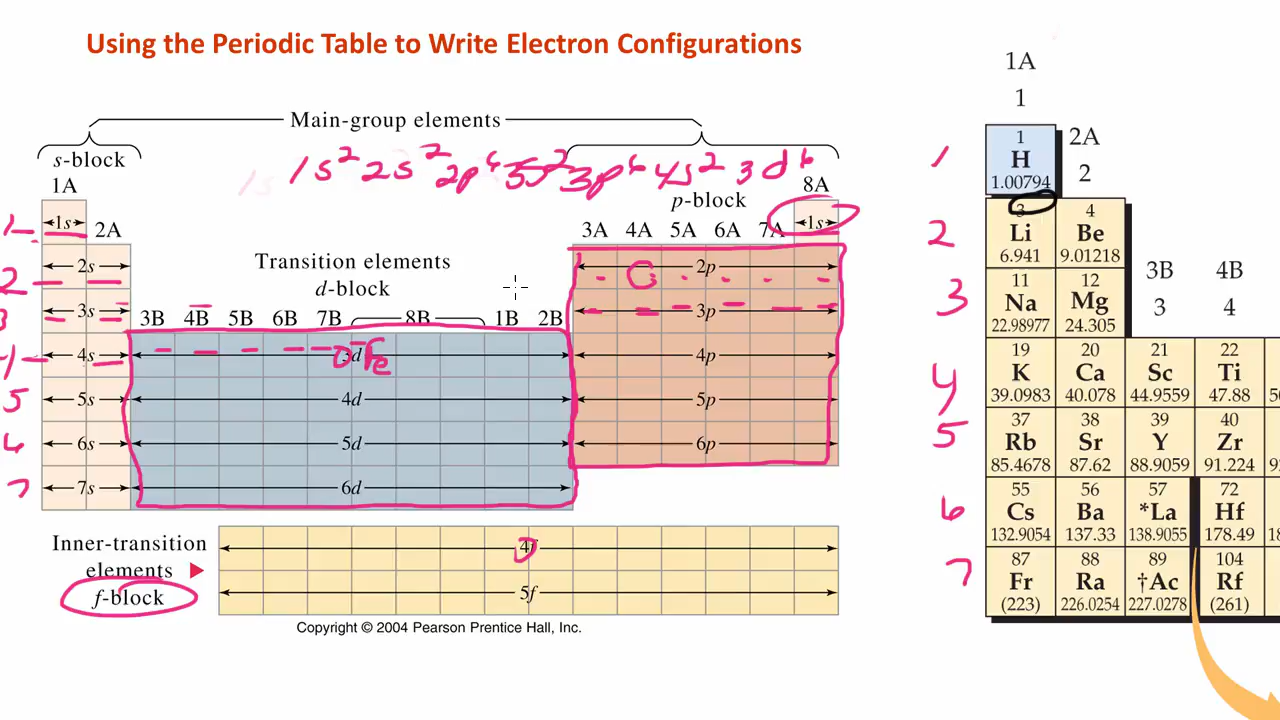 Using the Periodic Table to Write Electron Configurations
Main-group elements
s-block
1s² 2s² 2p⁶ 3s² 3p⁶ 4s² 3d⁶
1A
8A
p-block
1s
2A
3A 4A 5A 6A 7A
1s
1
2s
Transition elements
d-block
2p
C
2
3s
3B 4B 5B 6B 7B 8B 1B 2B
3p
3
4s
3d
Fe
4p
4
5s
4d
5p
5
6s
5d
6p
6
7s
6d
7
Inner-transition
elements
f-block
4f
5f
Copyright © 2004 Pearson Prentice Hall, Inc.
1A
1
2A
2
3B 4B
3 4
1
1
H
1.00794
2
3 4
Li Be
6.941 9.01218
3
11 12
Na Mg
22.98977 24.305
4
19 20 21 22
K Ca Sc Ti
39.0983 40.078 44.9559 47.88
5
37 38 39 40
Rb Sr Y Zr
85.4678 87.62 88.9059 91.224
6
55 56 57 72
Cs Ba *La Hf
132.9054 137.33 138.9055 178.49
7
87 88 89 104
Fr Ra †Ac Rf
(223) 226.0254 227.0278 (261)